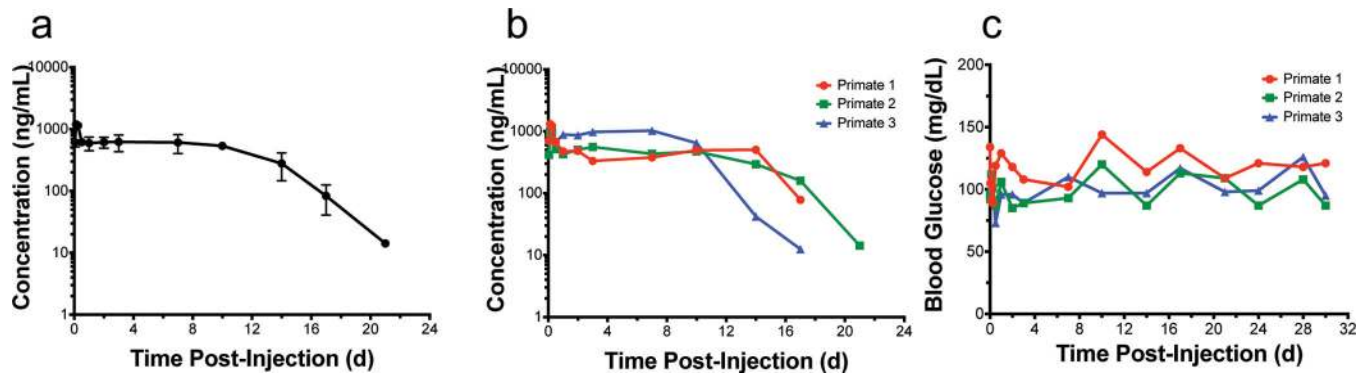 a
Concentration (ng/mL)
10000
1000
100
10
1
0 4 8 12 16 20 24
Time Post-Injection (d)
b
Concentration (ng/mL)
10000
1000
100
10
1
Primate 1
Primate 2
Primate 3
0 4 8 12 16 20 24
Time Post-Injection (d)
c
Blood Glucose (mg/dL)
200
150
100
50
0
Primate 1
Primate 2
Primate 3
0 4 8 12 16 20 24 28 32
Time Post-Injection (d)